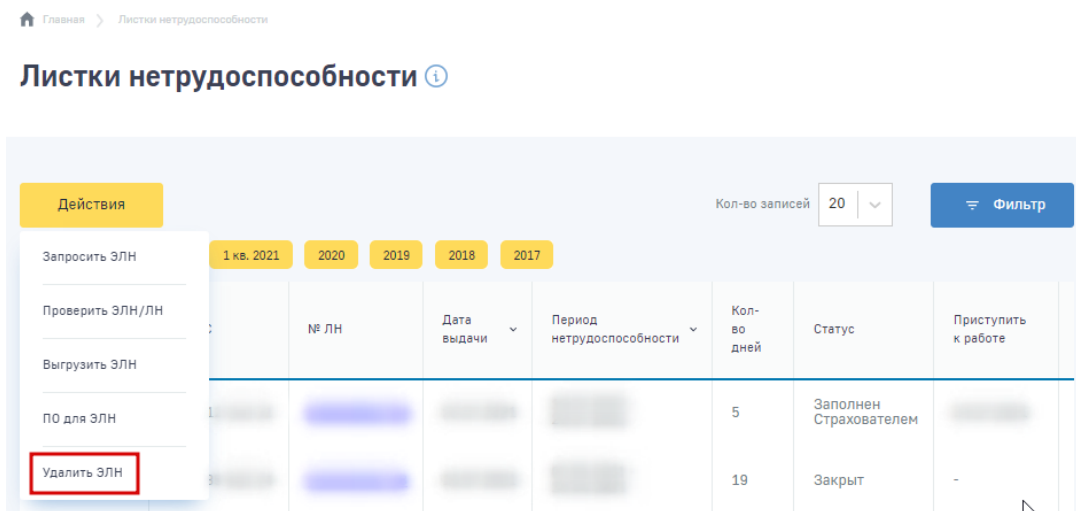 Главная > Листки нетрудоспособности
Листки нетрудоспособности
Действия
Кол-во записей 20
Фильтр
Запросить ЭЛН
1 кв. 2021 2020 2019 2018 2017
Проверить ЭЛН/ЛН
№ ЛН
Дата
выдачи
Период
нетрудоспособности
Кол-
во
дней
Статус
Приступить
к работе
Выгрузить ЭЛН
ПО для ЭЛН
5
Заполнен
Страхователем
Удалить ЭЛН
19
Закрыт
-